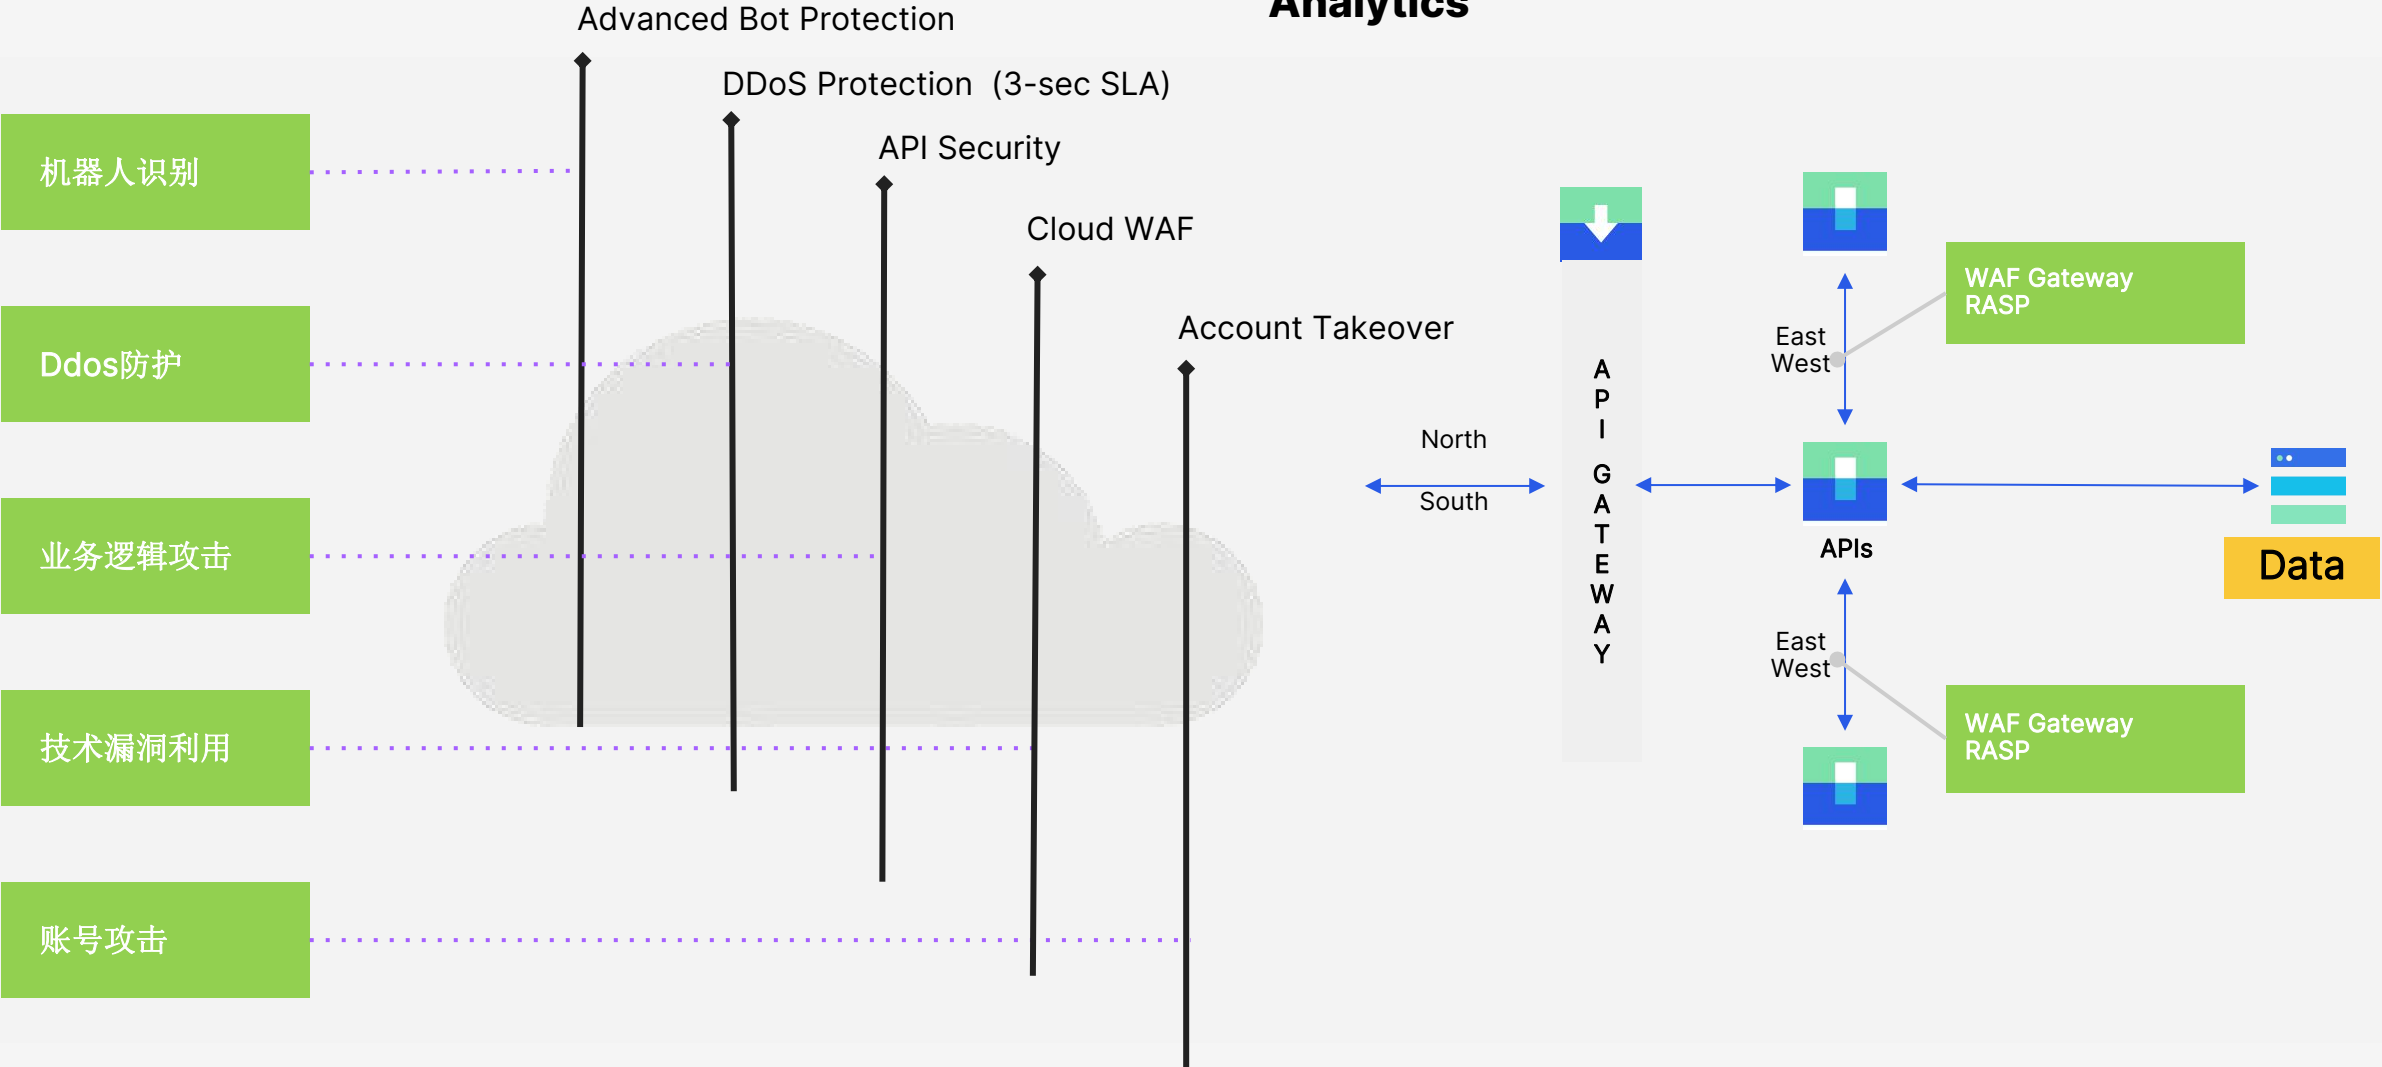 Analytics
Advanced Bot Protection
DDoS Protection (3-sec SLA)
API Security
Cloud WAF
Account Takeover
机器人识别
Ddos防护
业务逻辑攻击
技术漏洞利用
账号攻击
North
South
API GATEWAY
East
West
WAF Gateway
RASP
APIs
Data
East
West
WAF Gateway
RASP